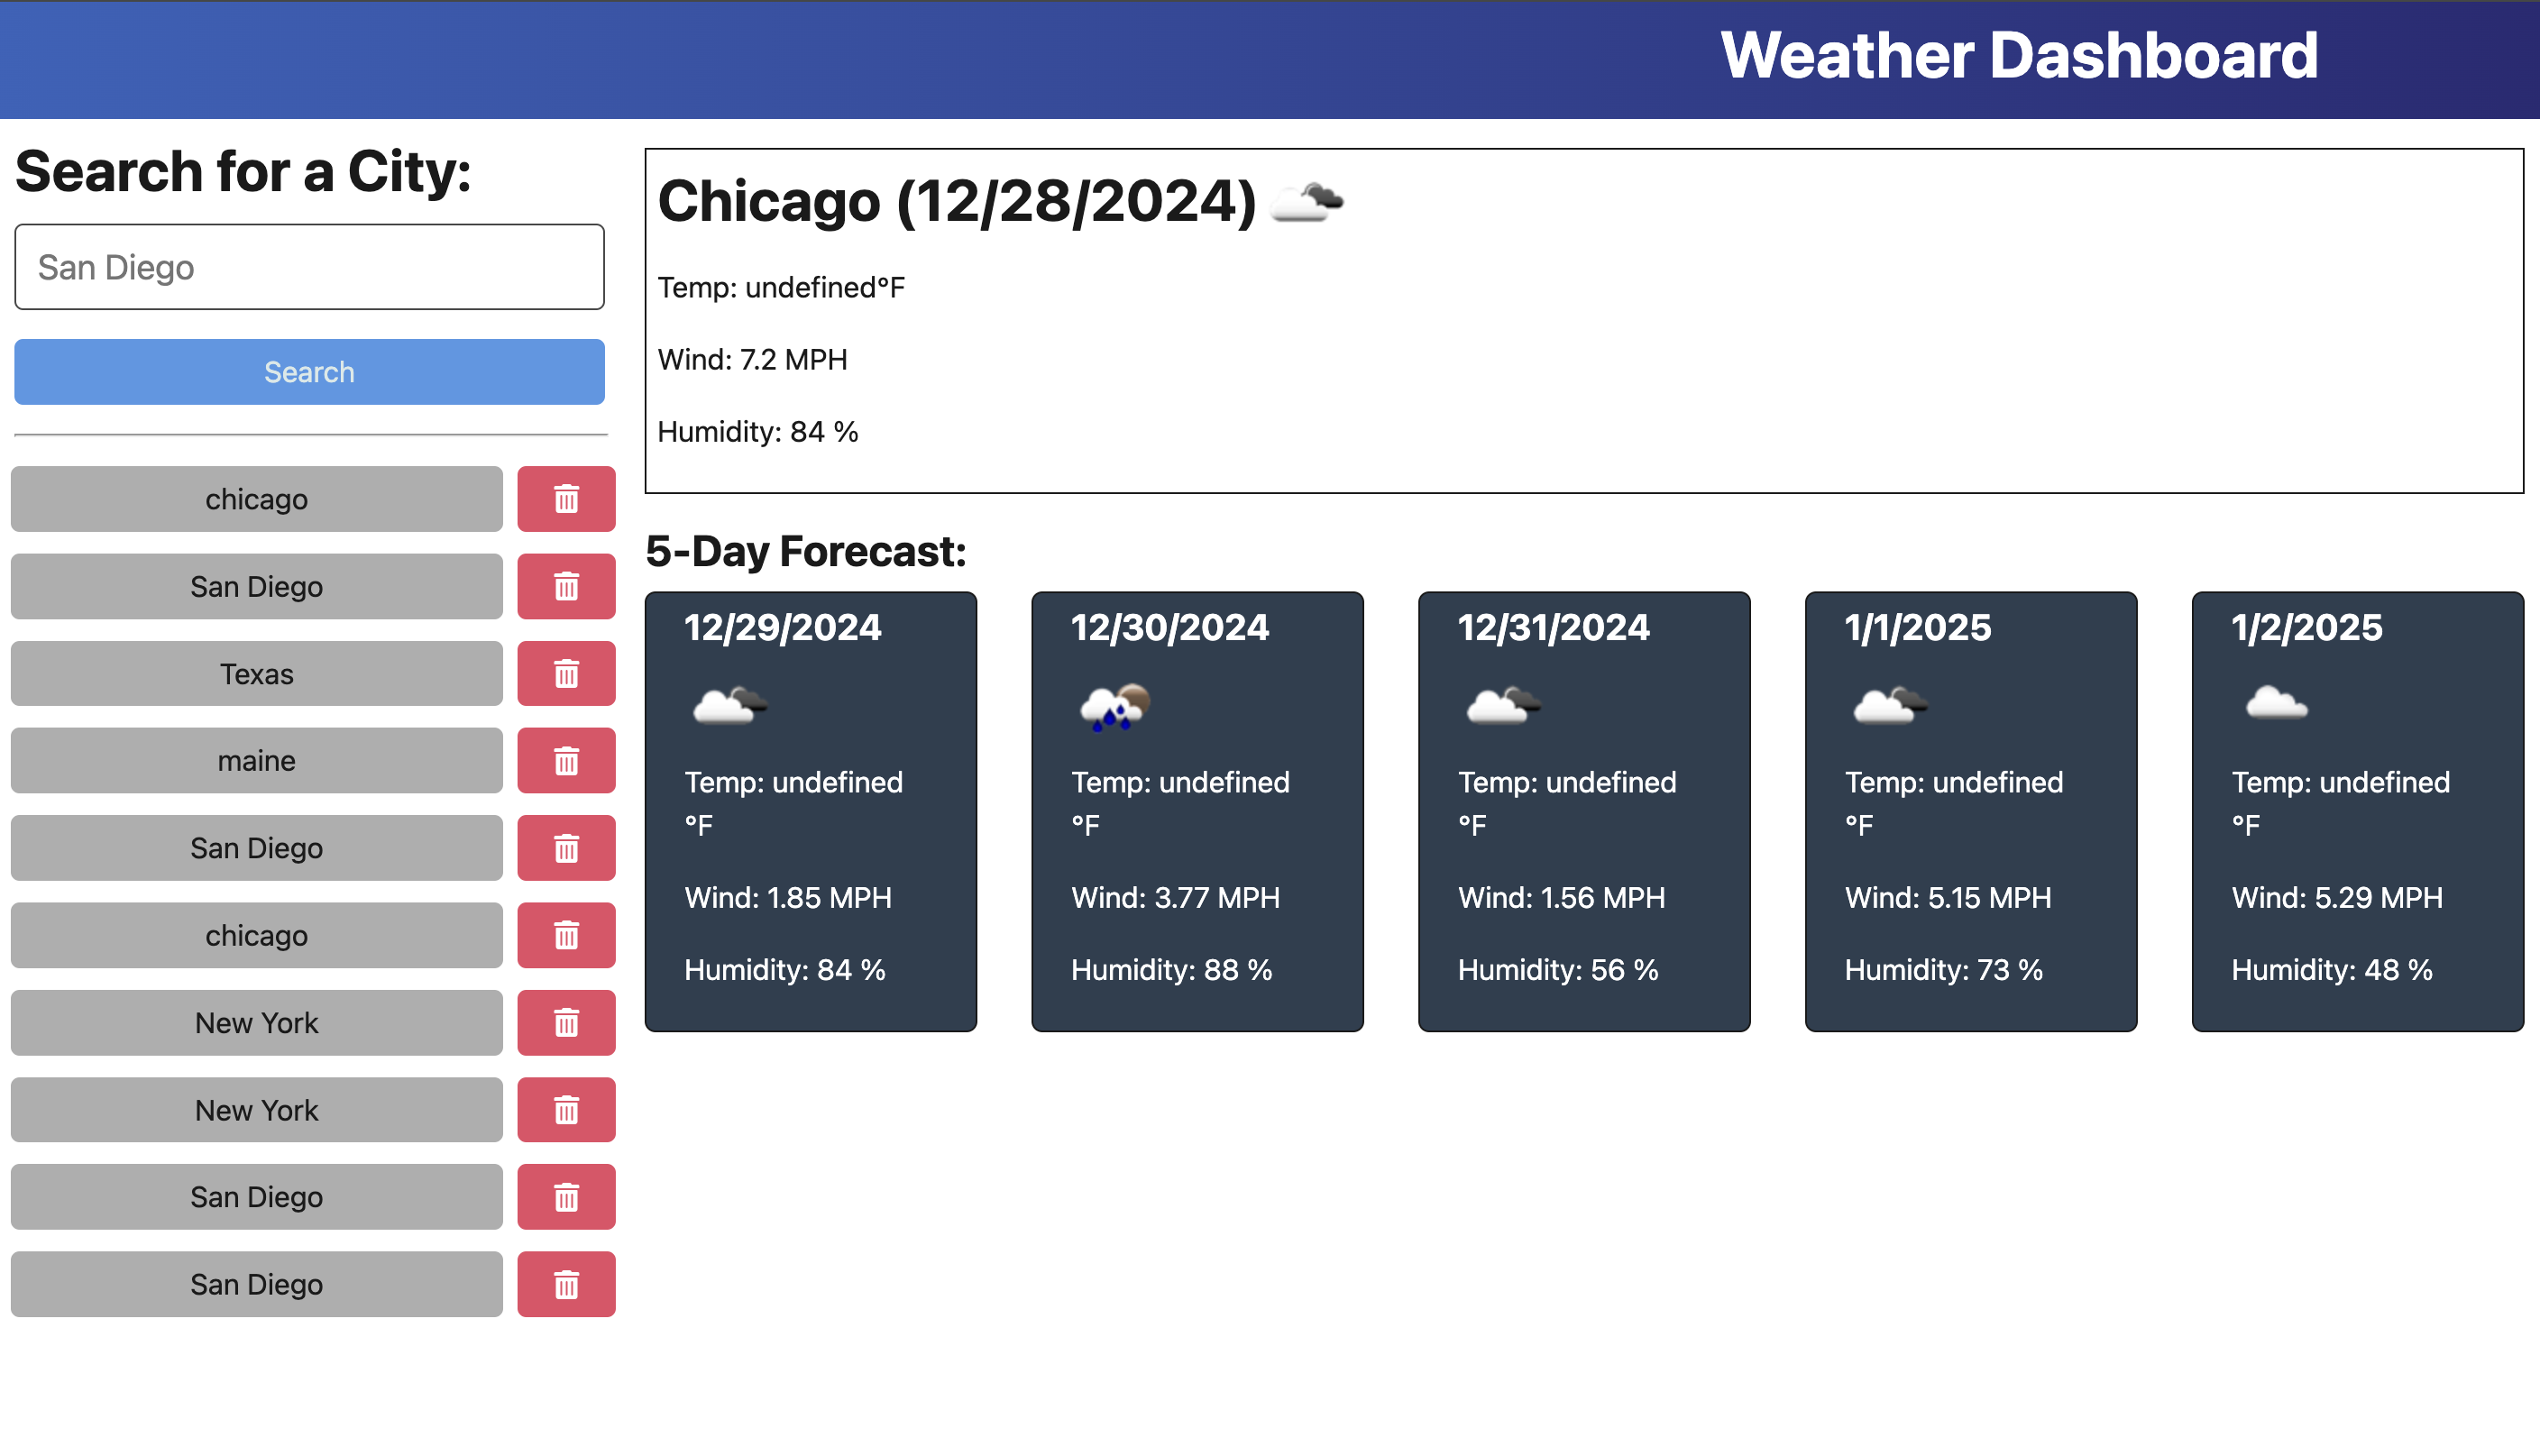 Weather Dashboard
Search for a City:
San Diego
Search
chicago
San Diego
Texas
maine
San Diego
chicago
New York
New York
San Diego
San Diego
Chicago (12/28/2024)
Temp: undefined°F
Wind: 7.2 MPH
Humidity: 84 %
5-Day Forecast:
12/29/2024
Temp: undefined
°F
Wind: 1.85 MPH
Humidity: 84 %
12/30/2024
Temp: undefined
°F
Wind: 3.77 MPH
Humidity: 88 %
12/31/2024
Temp: undefined
°F
Wind: 1.56 MPH
Humidity: 56 %
1/1/2025
Temp: undefined
°F
Wind: 5.15 MPH
Humidity: 73 %
1/2/2025
Temp: undefined
°F
Wind: 5.29 MPH
Humidity: 48 %